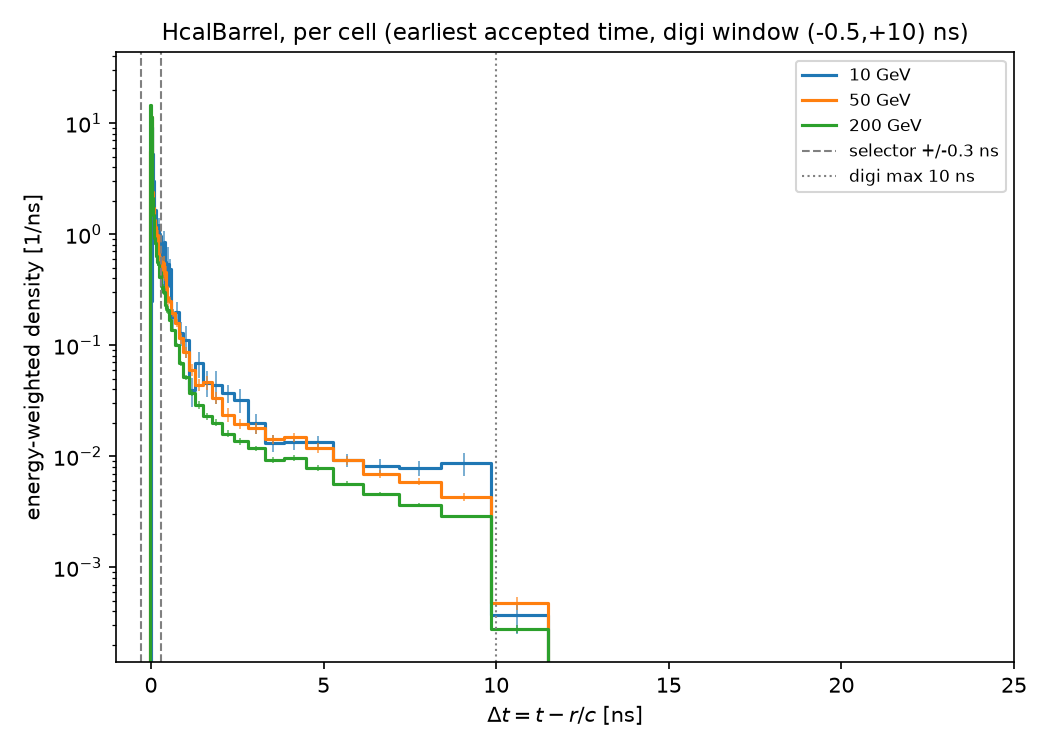 HcalBarrel, per cell (earliest accepted time, digi window (-0.5,+10) ns)
10 GeV
50 GeV
200 GeV
selector +/-0.3 ns
digi max 10 ns
energy-weighted density [1/ns]
10¹
10⁰
10⁻¹
10⁻²
10⁻³
0 5 10 15 20 25
Δt = t − r/c [ns]